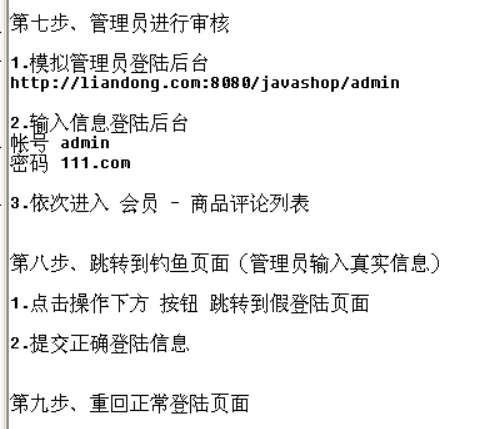 第七步、管理员进行审核
1.模拟管理员登陆后台
http://liandong.com:8080/javashop/admin
2.输入信息登陆后台
帐号 admin
密码 111.com
3.依次进入 会员 - 商品评论列表
第八步、跳转到钓鱼页面（管理员输入真实信息）
1.点击操作下方 按钮 跳转到假登陆页面
2.提交正确登陆信息
第九步、重回正常登陆页面